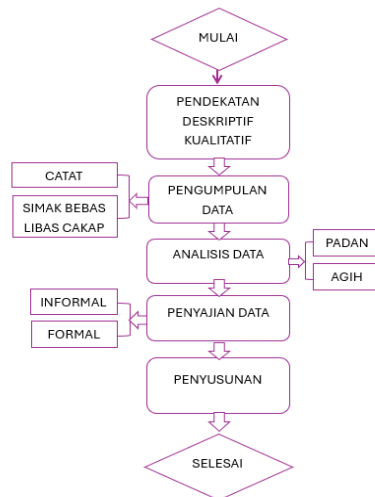 MULAI
PENDEKATAN
DESKRIPTIF
KUALITATIF
CATAT
SIMAK BEBAS
LIBAS CAKAP
PENGUMPULAN
DATA
ANALISIS DATA
PADAN
AGIH
INFORMAL
FORMAL
PENYAJIAN DATA
PENYUSUNAN
SELESAI